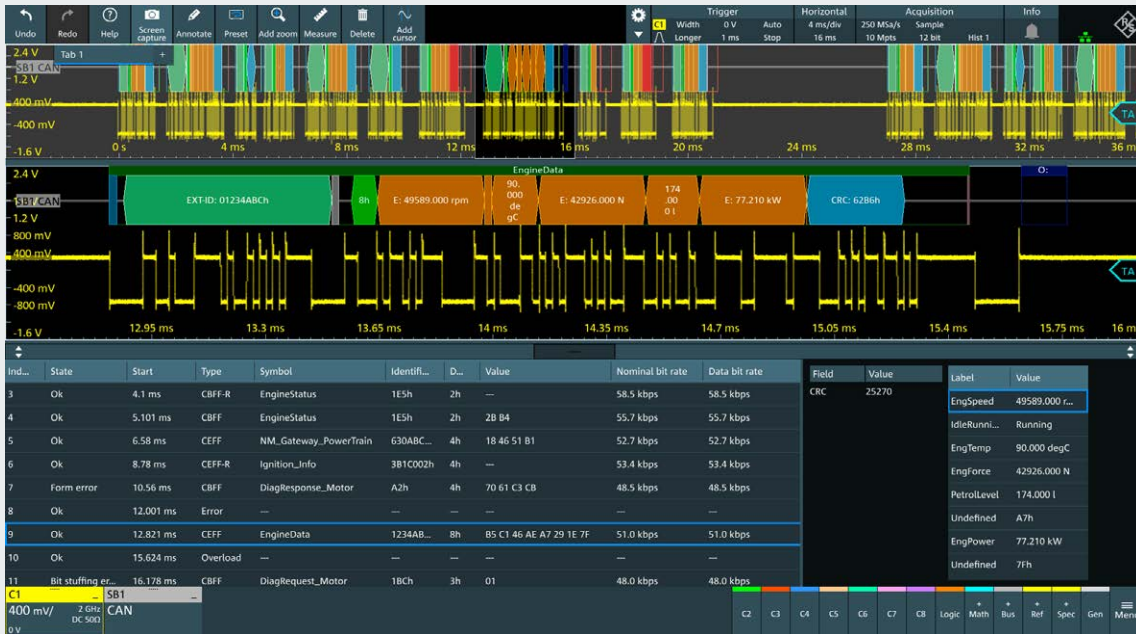 Trigger Horizontal Acquisition Info
Undo Redo Help Screen capture Annotate Preset Add zoom Measure Delete Add cursor
C1 Width 0 V Auto 4 ms/div 250 MSa/s Sample
Longer 1 ms Stop 16 ms 10 Mpts 12 bit Hist 1
2.4 V Tab 1 +
SB1 CAN
1.2 V
400 mV
-400 mV
TA
-1.6 V 0 s 4 ms 8 ms 12 ms 16 ms 20 ms 24 ms 28 ms 32 ms 36 m
2.4 V EngineData O:
SB1 CAN EXT-ID: 01234ABCh 8h E: 49589.000 rpm 90.000 degC E: 42926.000 N 174.000 l E: 77.210 kW CRC: 62B6h
1.2 V
800 mV
400 mV
TA
-400 mV
-800 mV
-1.6 V 12.95 ms 13.3 ms 13.65 ms 14 ms 14.35 ms 14.7 ms 15.05 ms 15.4 ms 15.75 ms 16 m
Ind... State Start Type Symbol Identifi... D... Value Nominal bit rate Data bit rate
3 Ok 4.1 ms CBFF-R EngineStatus 1E5h 2h --- 58.5 kbps 58.5 kbps
4 Ok 5.101 ms CBFF EngineStatus 1E5h 2h 2B B4 55.7 kbps 55.7 kbps
5 Ok 6.58 ms CEFF NM_Gateway_PowerTrain 630ABC... 4h 18 46 51 B1 52.7 kbps 52.7 kbps
6 Ok 8.78 ms CEFF-R Ignition_Info 3B1C002h 4h --- 53.4 kbps 53.4 kbps
7 Form error 10.56 ms CBFF DiagResponse_Motor A2h 4h 70 61 C3 CB 48.5 kbps 48.5 kbps
8 Ok 12.001 ms Error --- --- --- --- --- ---
9 Ok 12.821 ms CEFF EngineData 1234AB... 8h B5 C1 46 AE A7 29 1E 7F 51.0 kbps 51.0 kbps
10 Ok 15.624 ms Overload --- --- --- --- --- ---
11 Bit stuffing er... 16.178 ms CBFF DiagRequest_Motor 1BCh 3h 01 48.0 kbps 48.0 kbps
Field Value
CRC 25270
Label Value
EngSpeed 49589.000 r...
IdleRunni... Running
EngTemp 90.000 degC
EngForce 42926.000 N
PetrolLevel 174.000 l
Undefined A7h
EngPower 77.210 kW
Undefined 7Fh
C1 SB1
400 mV/ 2 GHz CAN
DC 50Ω
0 V
C2 C3 C4 C5 C6 C7 C8 Logic Math Bus Ref Spec Gen Menu